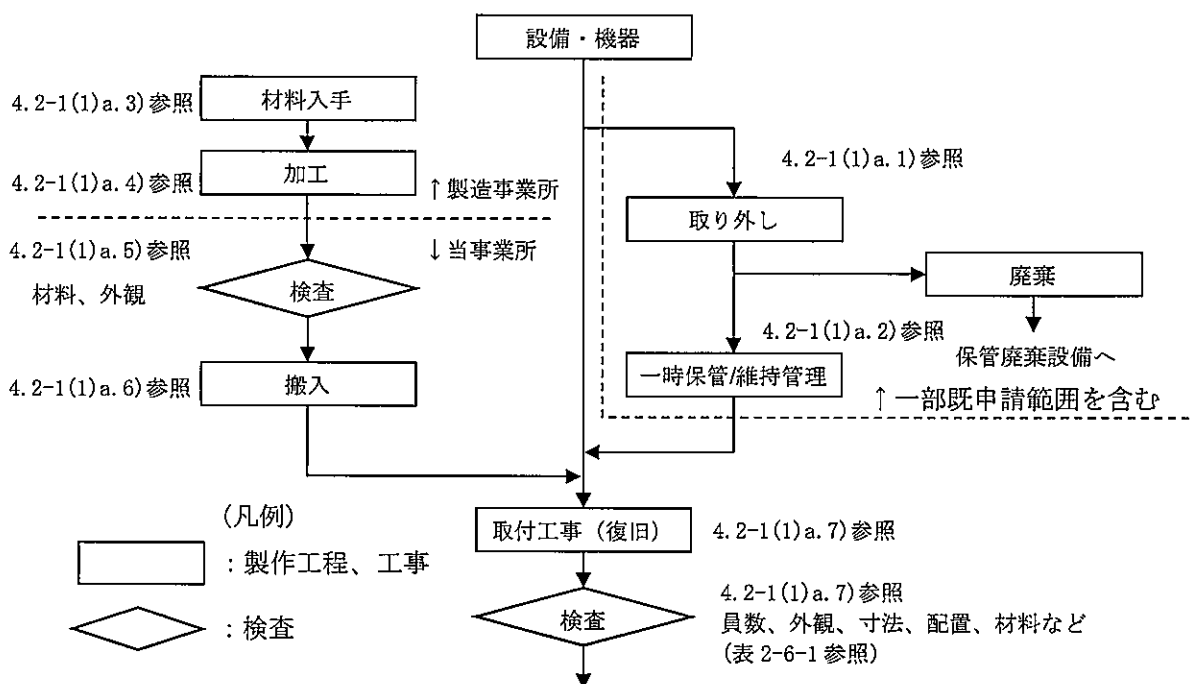 設備・機器
4.2-1(1)a.3)参照
材料入手
4.2-1(1)a.1)参照
4.2-1(1)a.4)参照
加工
↑製造事業所
取り外し
4.2-1(1)a.5)参照
↓当事業所
材料、外観
検査
廃棄
4.2-1(1)a.2)参照
保管廃棄設備へ
4.2-1(1)a.6)参照
搬入
一時保管/維持管理
↑一部既申請範囲を含む
(凡例)
取付工事(復旧)
4.2-1(1)a.7)参照
:製作工程、工事
4.2-1(1)a.7)参照
:検査
検査
員数、外観、寸法、配置、材料など
(表 2-6-1 参照)